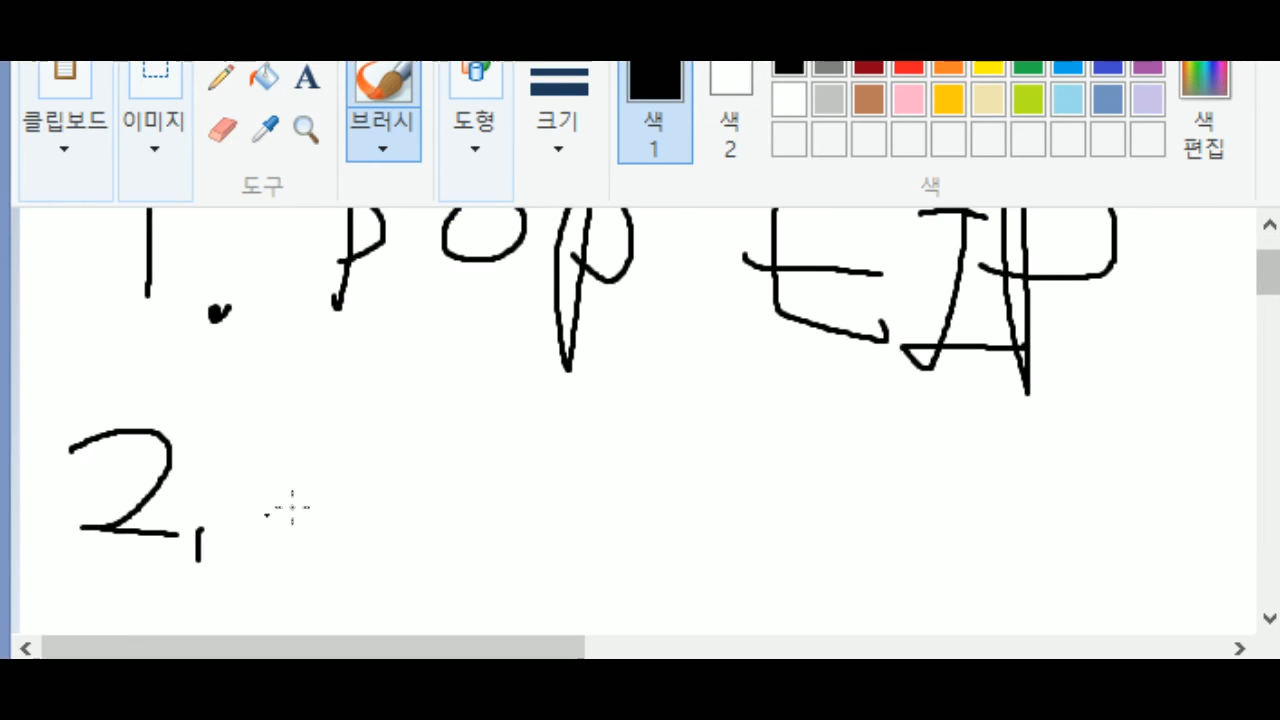 클립보드 이미지 브러시 도형 크기 색 1 색 2 색 편집
도구 색
1. pop
2,